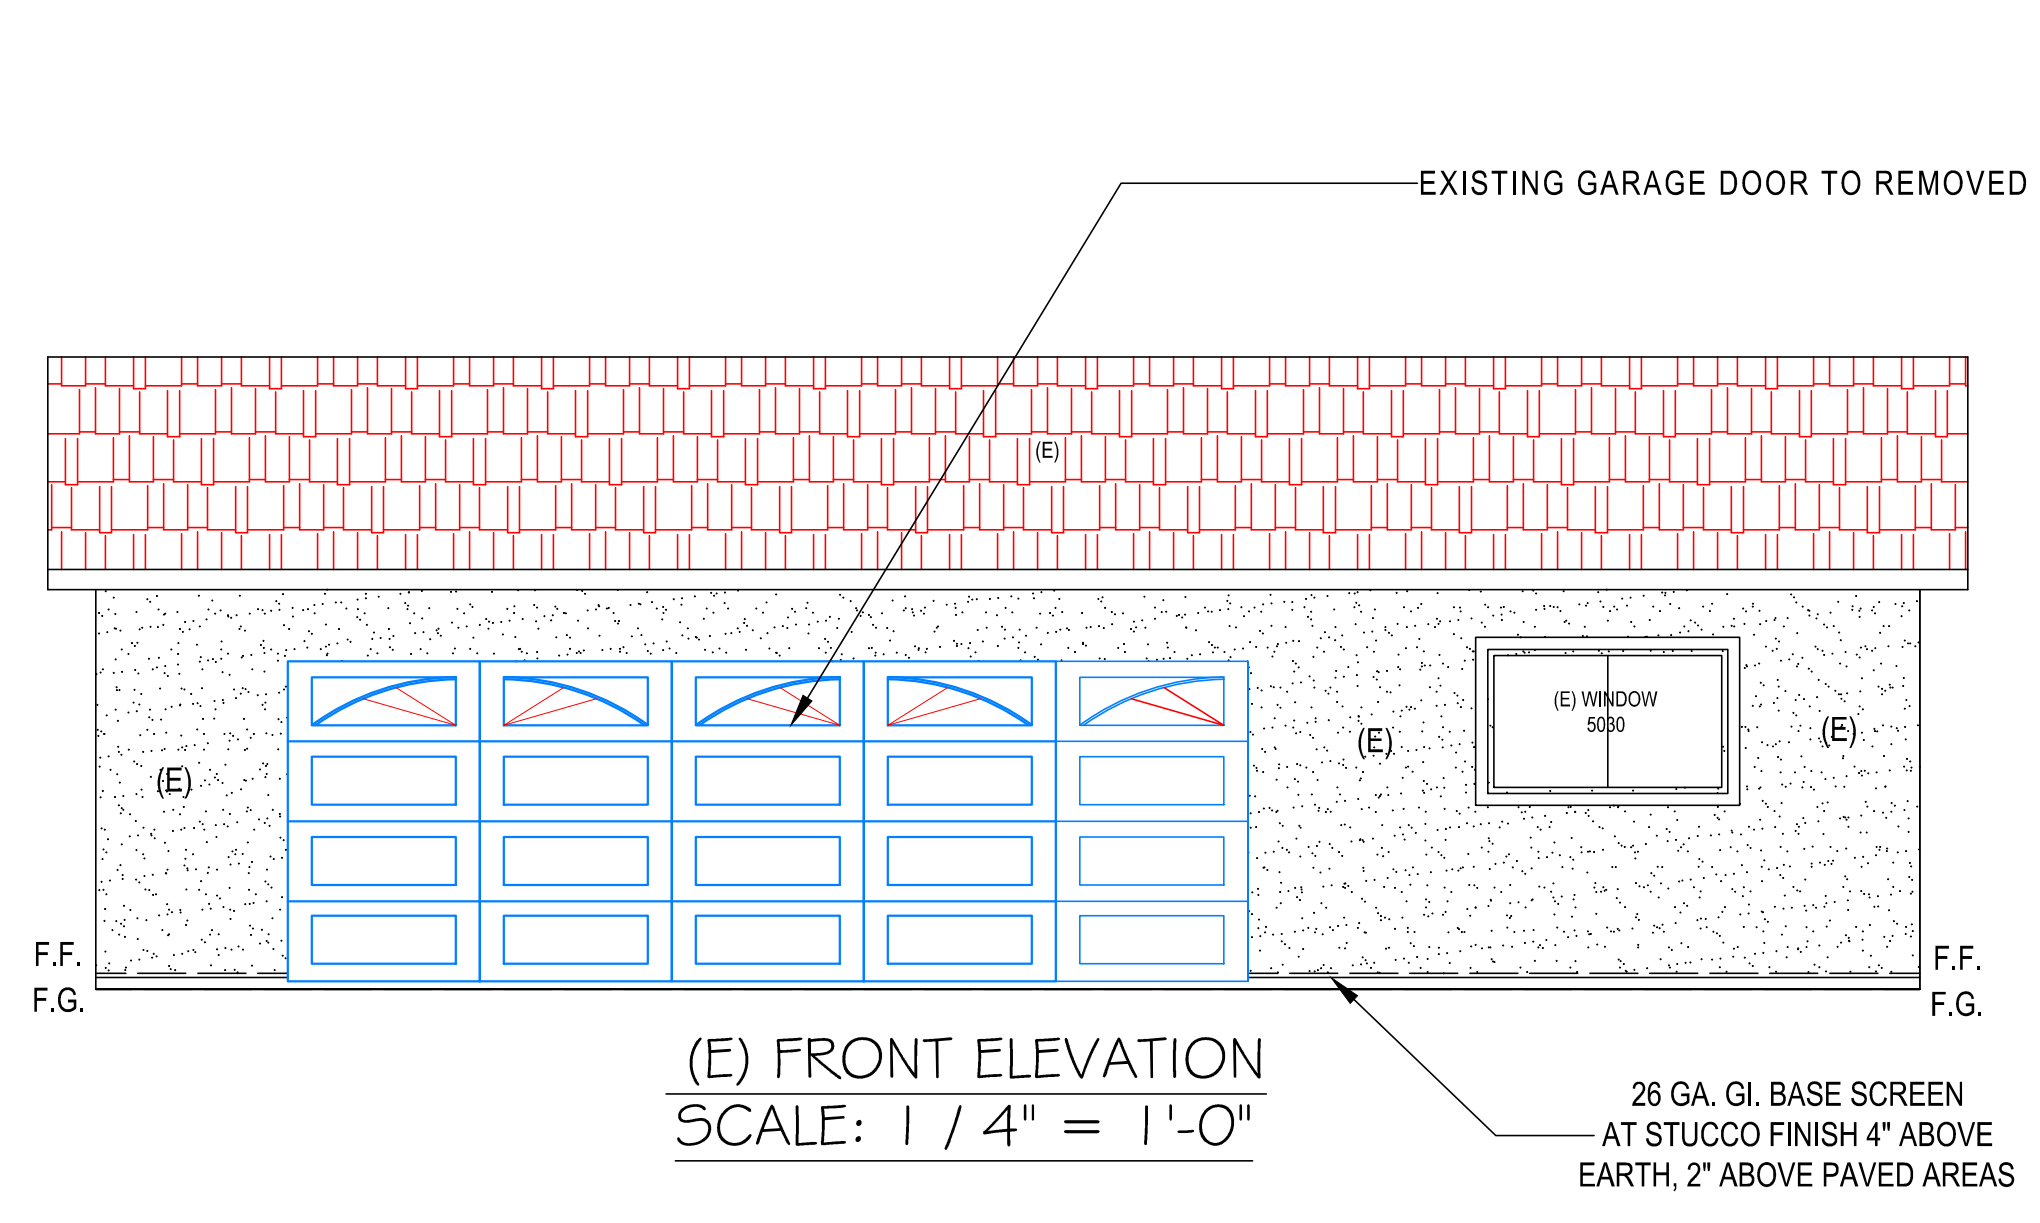 EXISTING GARAGE DOOR TO REMOVED
(E)
(E) WINDOW
5030
(E)
(E)
(E)
F.F.
F.F.
F.G.
F.G.
(E) FRONT ELEVATION
SCALE: 1 / 4" = 1'-0"
26 GA. GI. BASE SCREEN
AT STUCCO FINISH 4" ABOVE
EARTH, 2" ABOVE PAVED AREAS